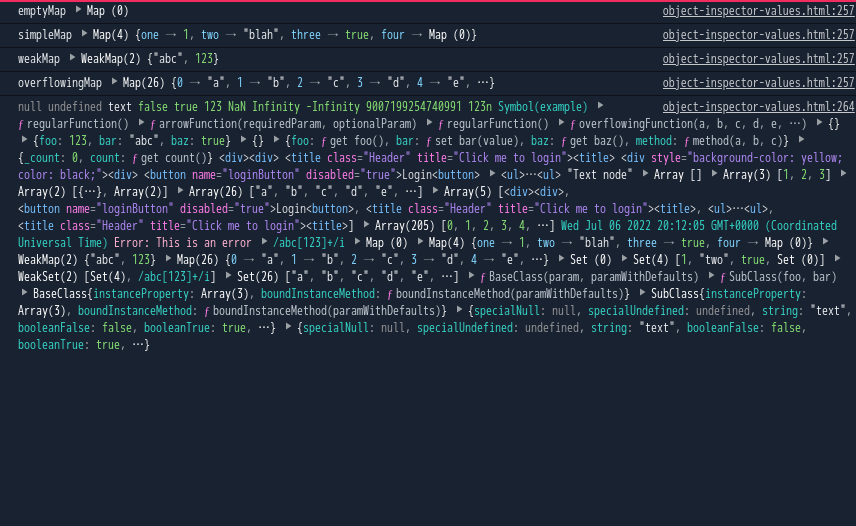 emptyMap ▶ Map (0) object-inspector-values.html:257
simpleMap ▶ Map(4) {one → 1, two → "blah", three → true, four → Map (0)} object-inspector-values.html:257
weakMap ▶ WeakMap(2) {"abc", 123} object-inspector-values.html:257
overflowingMap ▶ Map(26) {0 → "a", 1 → "b", 2 → "c", 3 → "d", 4 → "e", …} object-inspector-values.html:257
null undefined text false true 123 NaN Infinity -Infinity 9007199254740991 123n Symbol(example) ▶ object-inspector-values.html:264
ƒ regularFunction() ▶ ƒ arrowFunction(requiredParam, optionalParam) ▶ ƒ regularFunction() ▶ ƒ overflowingFunction(a, b, c, d, e, …) ▶ {}
▶ {foo: 123, bar: "abc", baz: true} ▶ {} ▶ {foo: ƒ get foo(), bar: ƒ set bar(value), baz: ƒ get baz(), method: ƒ method(a, b, c)} ▶
{_count: 0, count: ƒ get count()} <div><div> <title class="Header" title="Click me to login"><title> <div style="background-color: yellow;
color: black;"><div> <button name="loginButton" disabled="true">Login<button> ▶ <ul>…<ul> "Text node" ▶ Array [] ▶ Array(3) [1, 2, 3] ▶
Array(2) [{…}, Array(2)] ▶ Array(26) ["a", "b", "c", "d", "e", …] ▶ Array(5) [<div><div>,
<button name="loginButton" disabled="true">Login<button>, <title class="Header" title="Click me to login"><title>, <ul>…<ul>,
<title class="Header" title="Click me to login"><title>] ▶ Array(205) [0, 1, 2, 3, 4, …] Wed Jul 06 2022 20:12:05 GMT+0000 (Coordinated
Universal Time) Error: This is an error ▶ /abc[123]+/i ▶ Map (0) ▶ Map(4) {one → 1, two → "blah", three → true, four → Map (0)} ▶
WeakMap(2) {"abc", 123} ▶ Map(26) {0 → "a", 1 → "b", 2 → "c", 3 → "d", 4 → "e", …} ▶ Set (0) ▶ Set(4) [1, "two", true, Set (0)] ▶
WeakSet(2) [Set(4), /abc[123]+/i] ▶ Set(26) ["a", "b", "c", "d", "e", …] ▶ ƒ BaseClass(param, paramWithDefaults) ▶ ƒ SubClass(foo, bar)
▶ BaseClass{instanceProperty: Array(3), boundInstanceMethod: ƒ boundInstanceMethod(paramWithDefaults)} ▶ SubClass{instanceProperty:
Array(3), boundInstanceMethod: ƒ boundInstanceMethod(paramWithDefaults)} ▶ {specialNull: null, specialUndefined: undefined, string: "text",
booleanFalse: false, booleanTrue: true, …} ▶ {specialNull: null, specialUndefined: undefined, string: "text", booleanFalse: false,
booleanTrue: true, …}